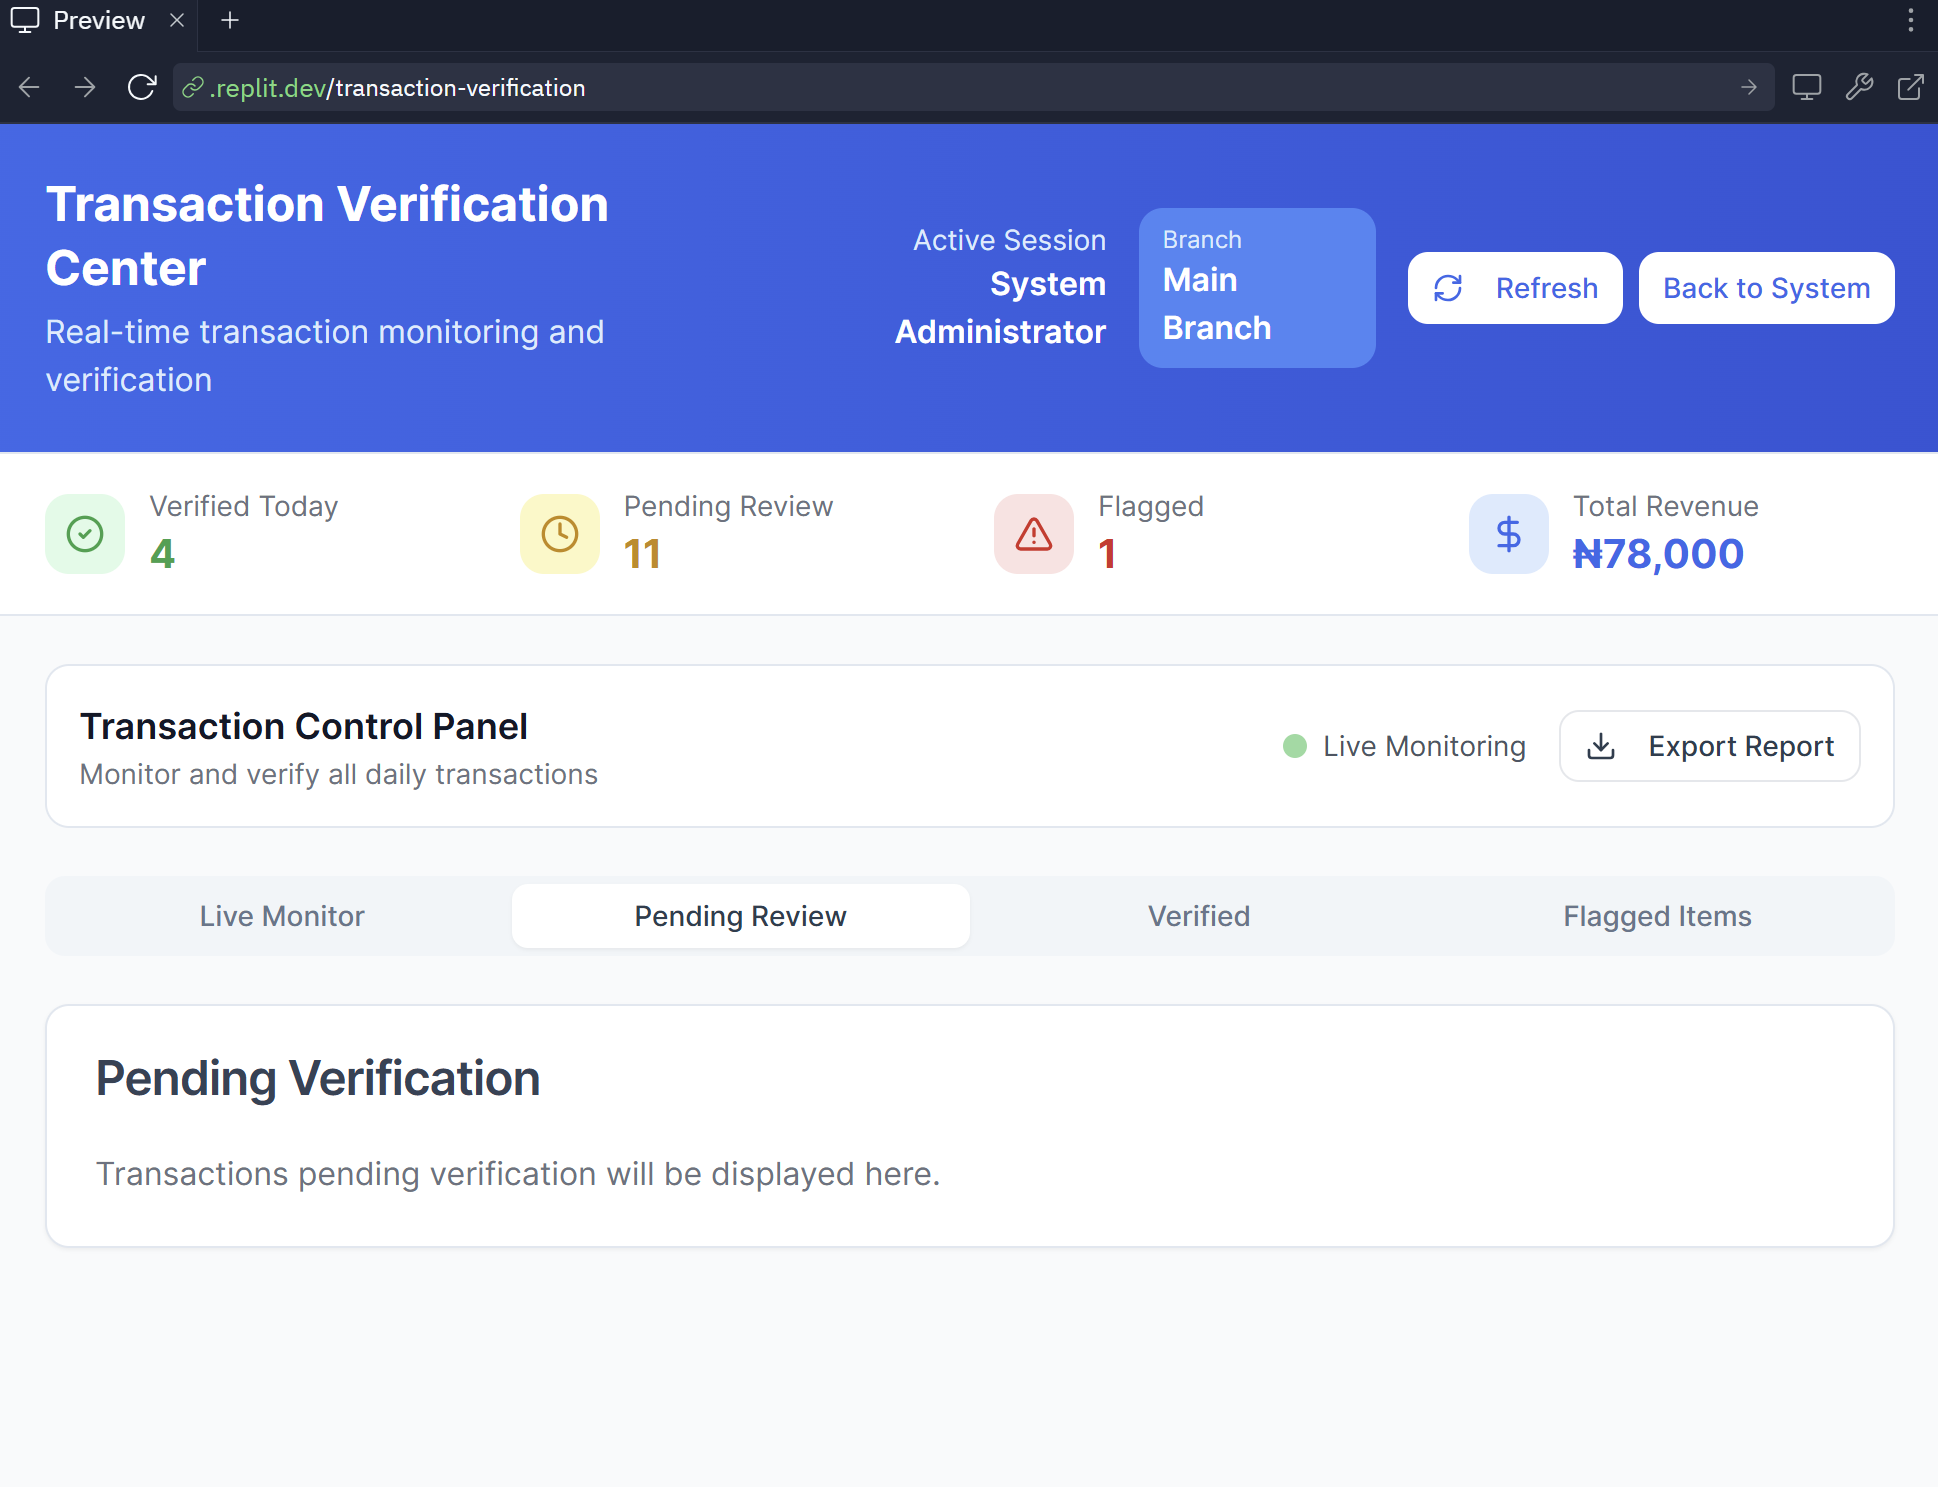 Preview
.replit.dev/transaction-verification
Transaction Verification
Center
Real-time transaction monitoring and
verification
Active Session
System
Administrator
Branch
Main
Branch
Refresh
Back to System
Verified Today
4
Pending Review
11
Flagged
1
Total Revenue
₦78,000
Transaction Control Panel
Monitor and verify all daily transactions
Live Monitoring
Export Report
Live Monitor
Pending Review
Verified
Flagged Items
Pending Verification
Transactions pending verification will be displayed here.